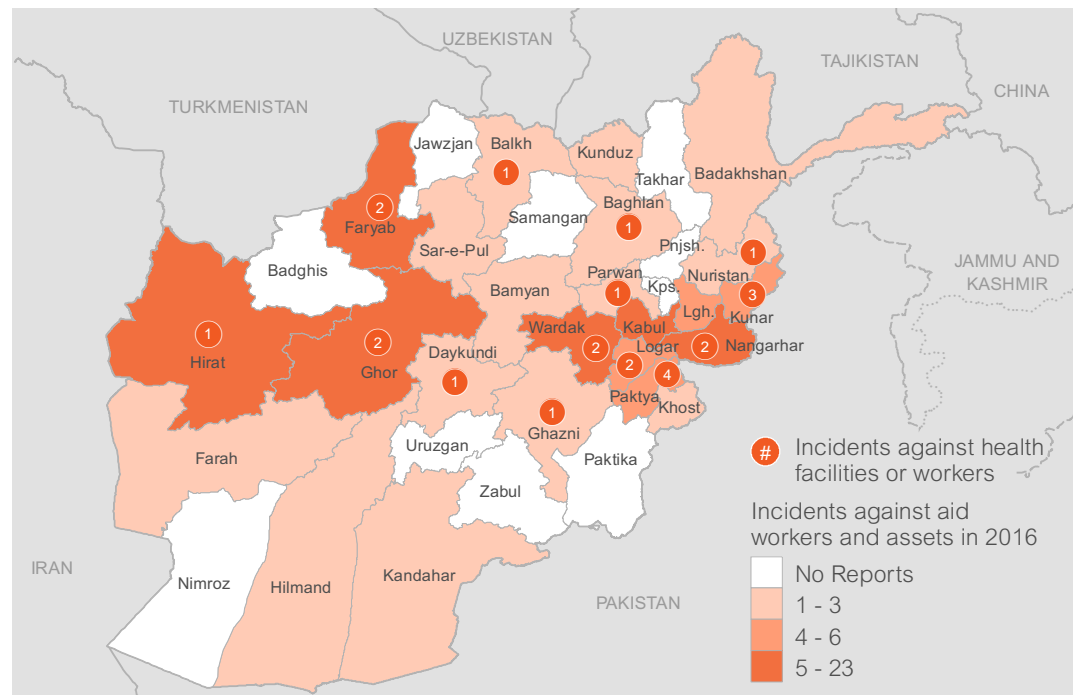 UZBEKISTAN
TAJIKISTAN
CHINA
TURKMENISTAN
Jawzjan
Balkh
Kunduz
1
Takhar
Badakhshan
2
Faryab
Samangan
Baghlan
1
Sar-e-Pul
Phjsh.
1
Badghis
Parwan
Nuristan
JAMMU AND
KASHMIR
Bamyan
1
Kps.
3
Lgh.
Kunar
1
Hirat
2
Ghor
Wardak
2
Kabul
Logar
2
Nangarhar
Daykundi
1
2
4
Paktya
Khost
1
Ghazni
Uruzgan
Farah
Paktika
Zabul
# Incidents against health
facilities or workers
Incidents against aid
workers and assets in 2016
No Reports
1 - 3
4 - 6
5 - 23
IRAN
Nimroz
Hilmand
Kandahar
PAKISTAN